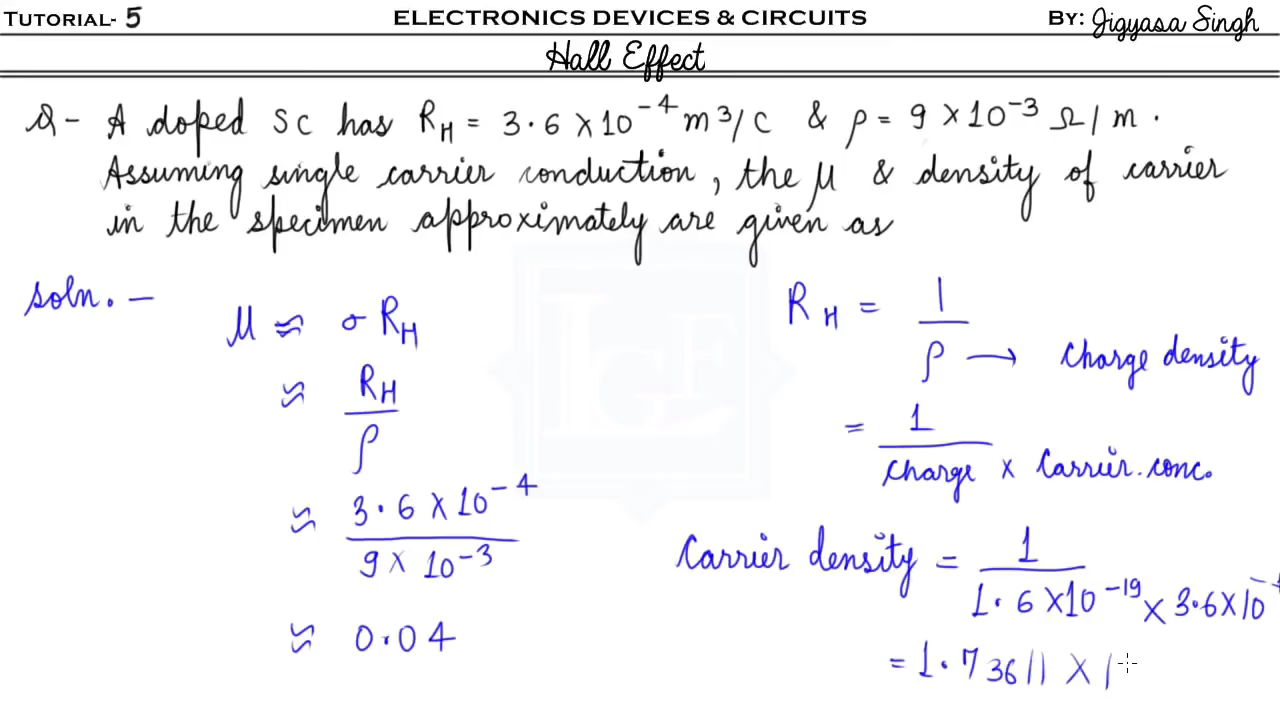 TUTORIAL- 5 ELECTRONICS DEVICES & CIRCUITS BY: Jigyasa Singh
Hall Effect
Q - A doped SC has R_H = 3.6 × 10^-4 m³/C & ρ = 9 × 10^-3 Ω/m.
Assuming single carrier conduction, the μ & density of carrier
in the specimen approximately are given as
soln. -
μ ≈ σ R_H
≈ R_H / ρ
≈ 3.6 × 10^-4 / 9 × 10^-3
≈ 0.04
R_H = 1 / ρ → charge density
= 1 / charge × carrier conc.
Carrier density = 1 / 1.6 × 10^-19 × 3.6 × 10^-4
= 1.73611 × 1
LCF